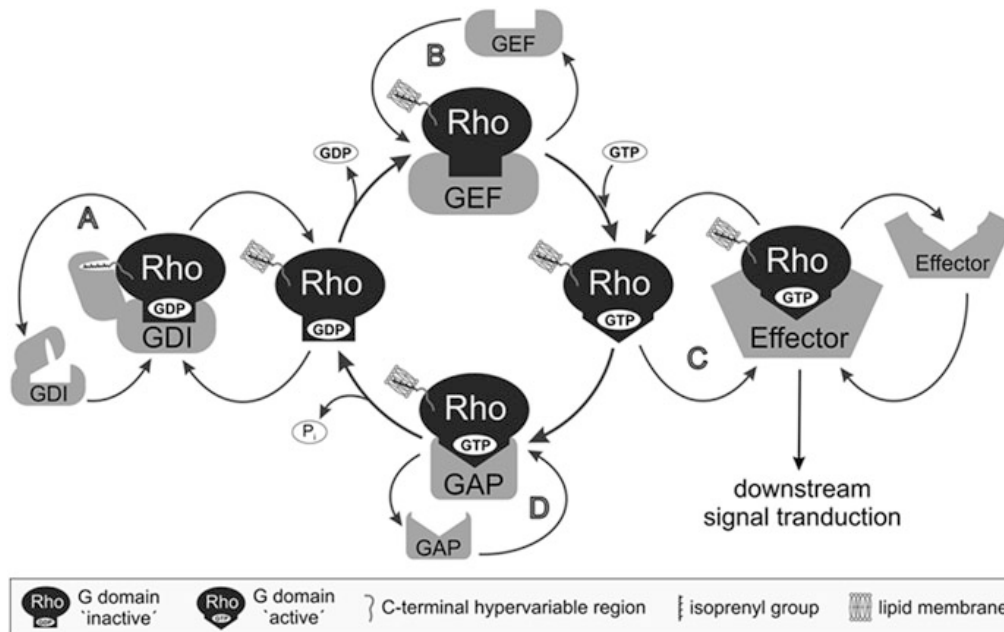 GEF
B
Rho
GEF
GDP
GTP
A
Rho
GDP
GDI
GDI
Rho
GDP
Rho
GTP
Rho
GTP
Effector
Effector
C
Rho
GTP
GAP
Pi
GAP
D
downstream
signal tranduction
Rho
GDP
G domain
`inactive´
Rho
GTP
G domain
`active´
C-terminal hypervariable region
isoprenyl group
lipid membrane